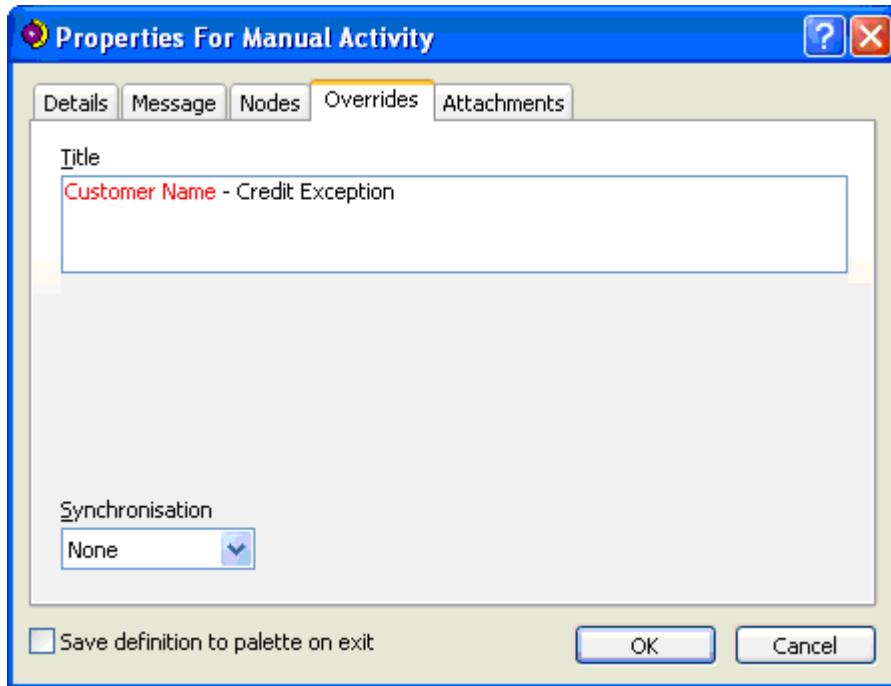 Properties For Manual Activity
?
Details Message Nodes Overrides Attachments
Title
Customer Name - Credit Exception
Synchronisation
None
Save definition to palette on exit OK Cancel